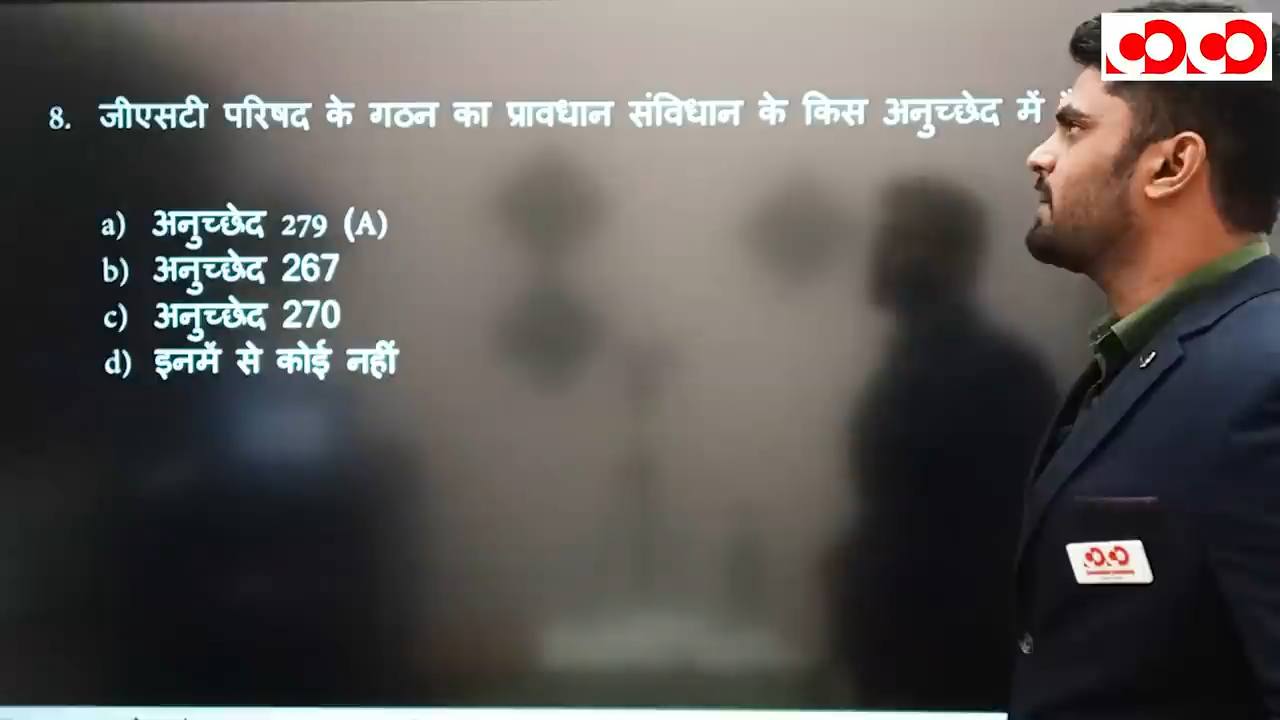 8. जीएसटी परिषद के गठन का प्रावधान संविधान के किस अनुच्छेद में
a) अनुच्छेद 279 (A)
b) अनुच्छेद 267
c) अनुच्छेद 270
d) इनमें से कोई नहीं